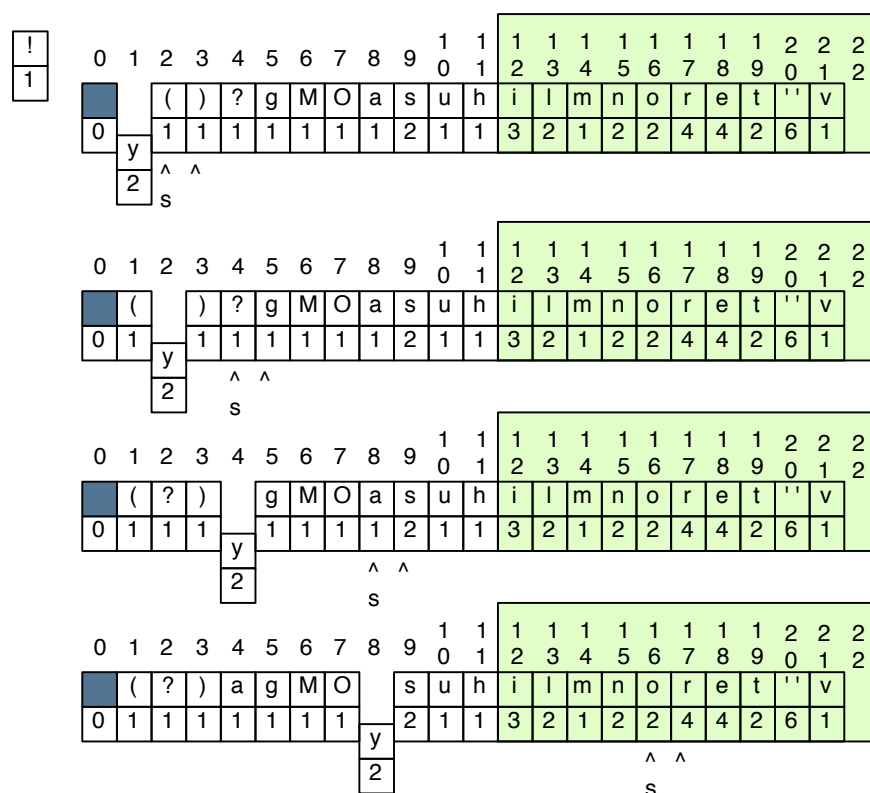 !
1
1 1 1 1 1 1 1 1 1 1 2 2 2
0 1 2 3 4 5 6 7 8 9 0 1 2 3 4 5 6 7 8 9 0 1 2
( ) ? g M O a s u h i l m n o r e t '' v
0 1 1 1 1 1 1 1 2 1 1 3 2 1 2 2 4 4 2 6 1
y
2 ^ ^
s
1 1 1 1 1 1 1 1 1 1 2 2 2
0 1 2 3 4 5 6 7 8 9 0 1 2 3 4 5 6 7 8 9 0 1 2
( ) ? g M O a s u h i l m n o r e t '' v
0 1 1 1 1 1 1 1 2 1 1 3 2 1 2 2 4 4 2 6 1
y
2 ^ ^
s
1 1 1 1 1 1 1 1 1 1 2 2 2
0 1 2 3 4 5 6 7 8 9 0 1 2 3 4 5 6 7 8 9 0 1 2
( ? ) g M O a s u h i l m n o r e t '' v
0 1 1 1 1 1 1 1 2 1 1 3 2 1 2 2 4 4 2 6 1
y
2 ^ ^
s
1 1 1 1 1 1 1 1 1 1 2 2 2
0 1 2 3 4 5 6 7 8 9 0 1 2 3 4 5 6 7 8 9 0 1 2
( ? ) a g M O s u h i l m n o r e t '' v
0 1 1 1 1 1 1 1 2 1 1 3 2 1 2 2 4 4 2 6 1
y
2 ^ ^
s